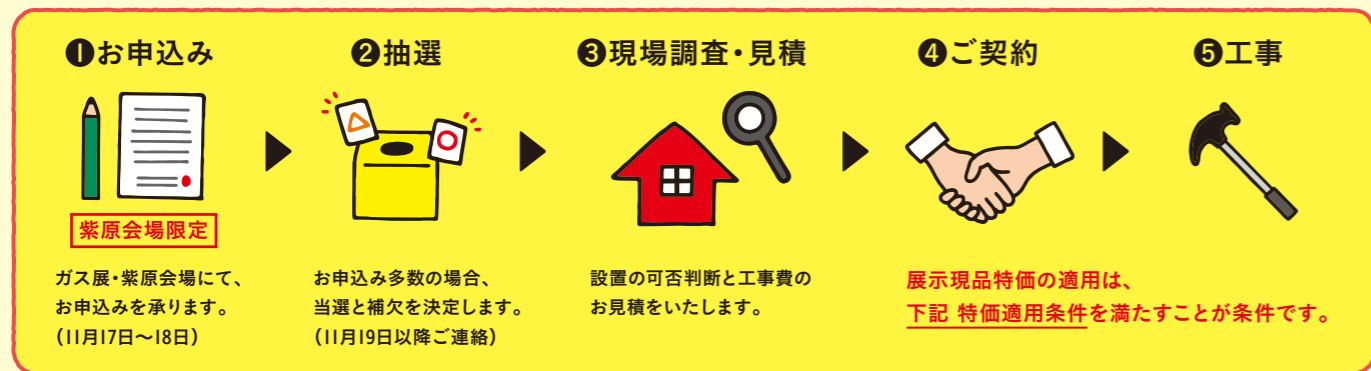 ❶お申込み
❷抽選
❸現場調査・見積
❹ご契約
❺工事
紫原会場限定
ガス展・紫原会場にて、
お申込みを承ります。
（11月17日〜18日）
お申込み多数の場合、
当選と補欠を決定します。
（11月19日以降ご連絡）
設置の可否判断と工事費の
お見積をいたします。
展示現品特価の適用は、
下記 特価適用条件を満たすことが条件です。